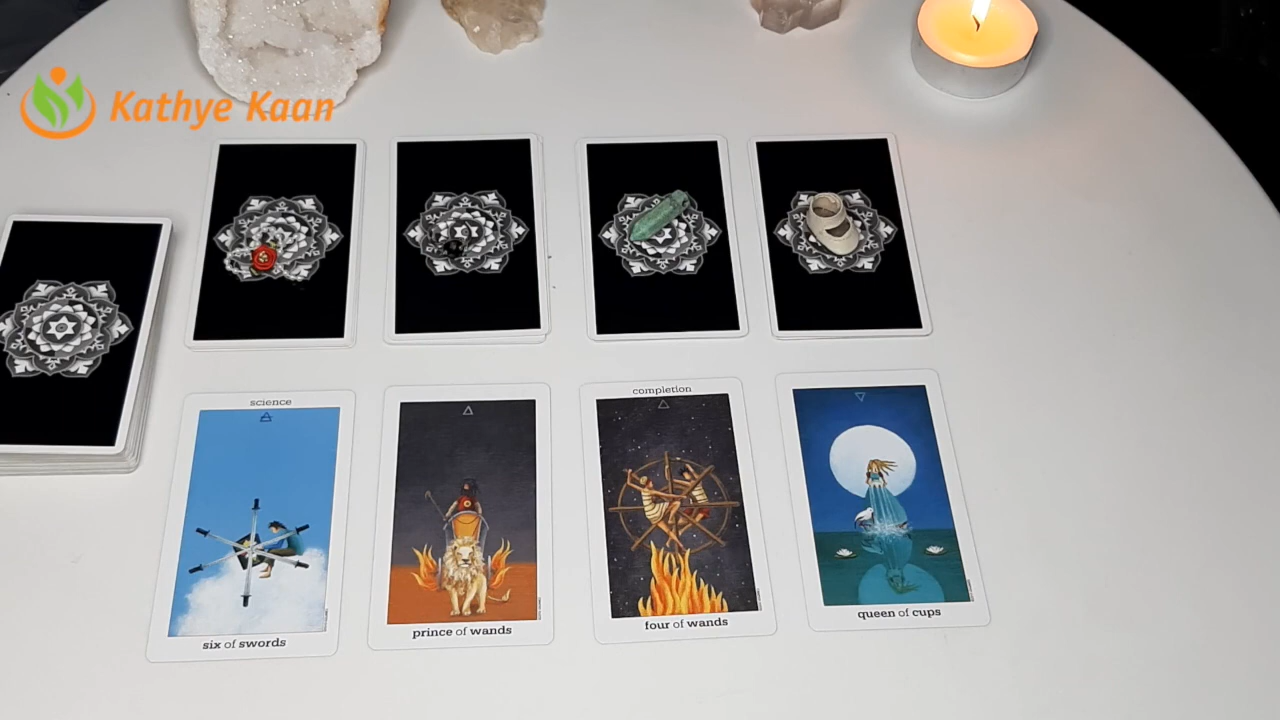 Kathye Kaan
science
six of swords
prince of wands
completion
four of wands
queen of cups